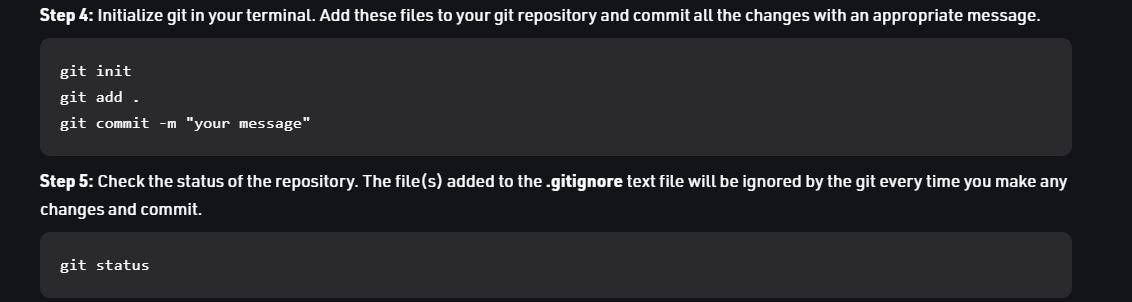 Step 4: Initialize git in your terminal. Add these files to your git repository and commit all the changes with an appropriate message.
git init
git add .
git commit -m "your message"
Step 5: Check the status of the repository. The file(s) added to the .gitignore text file will be ignored by the git every time you make any
changes and commit.
git status